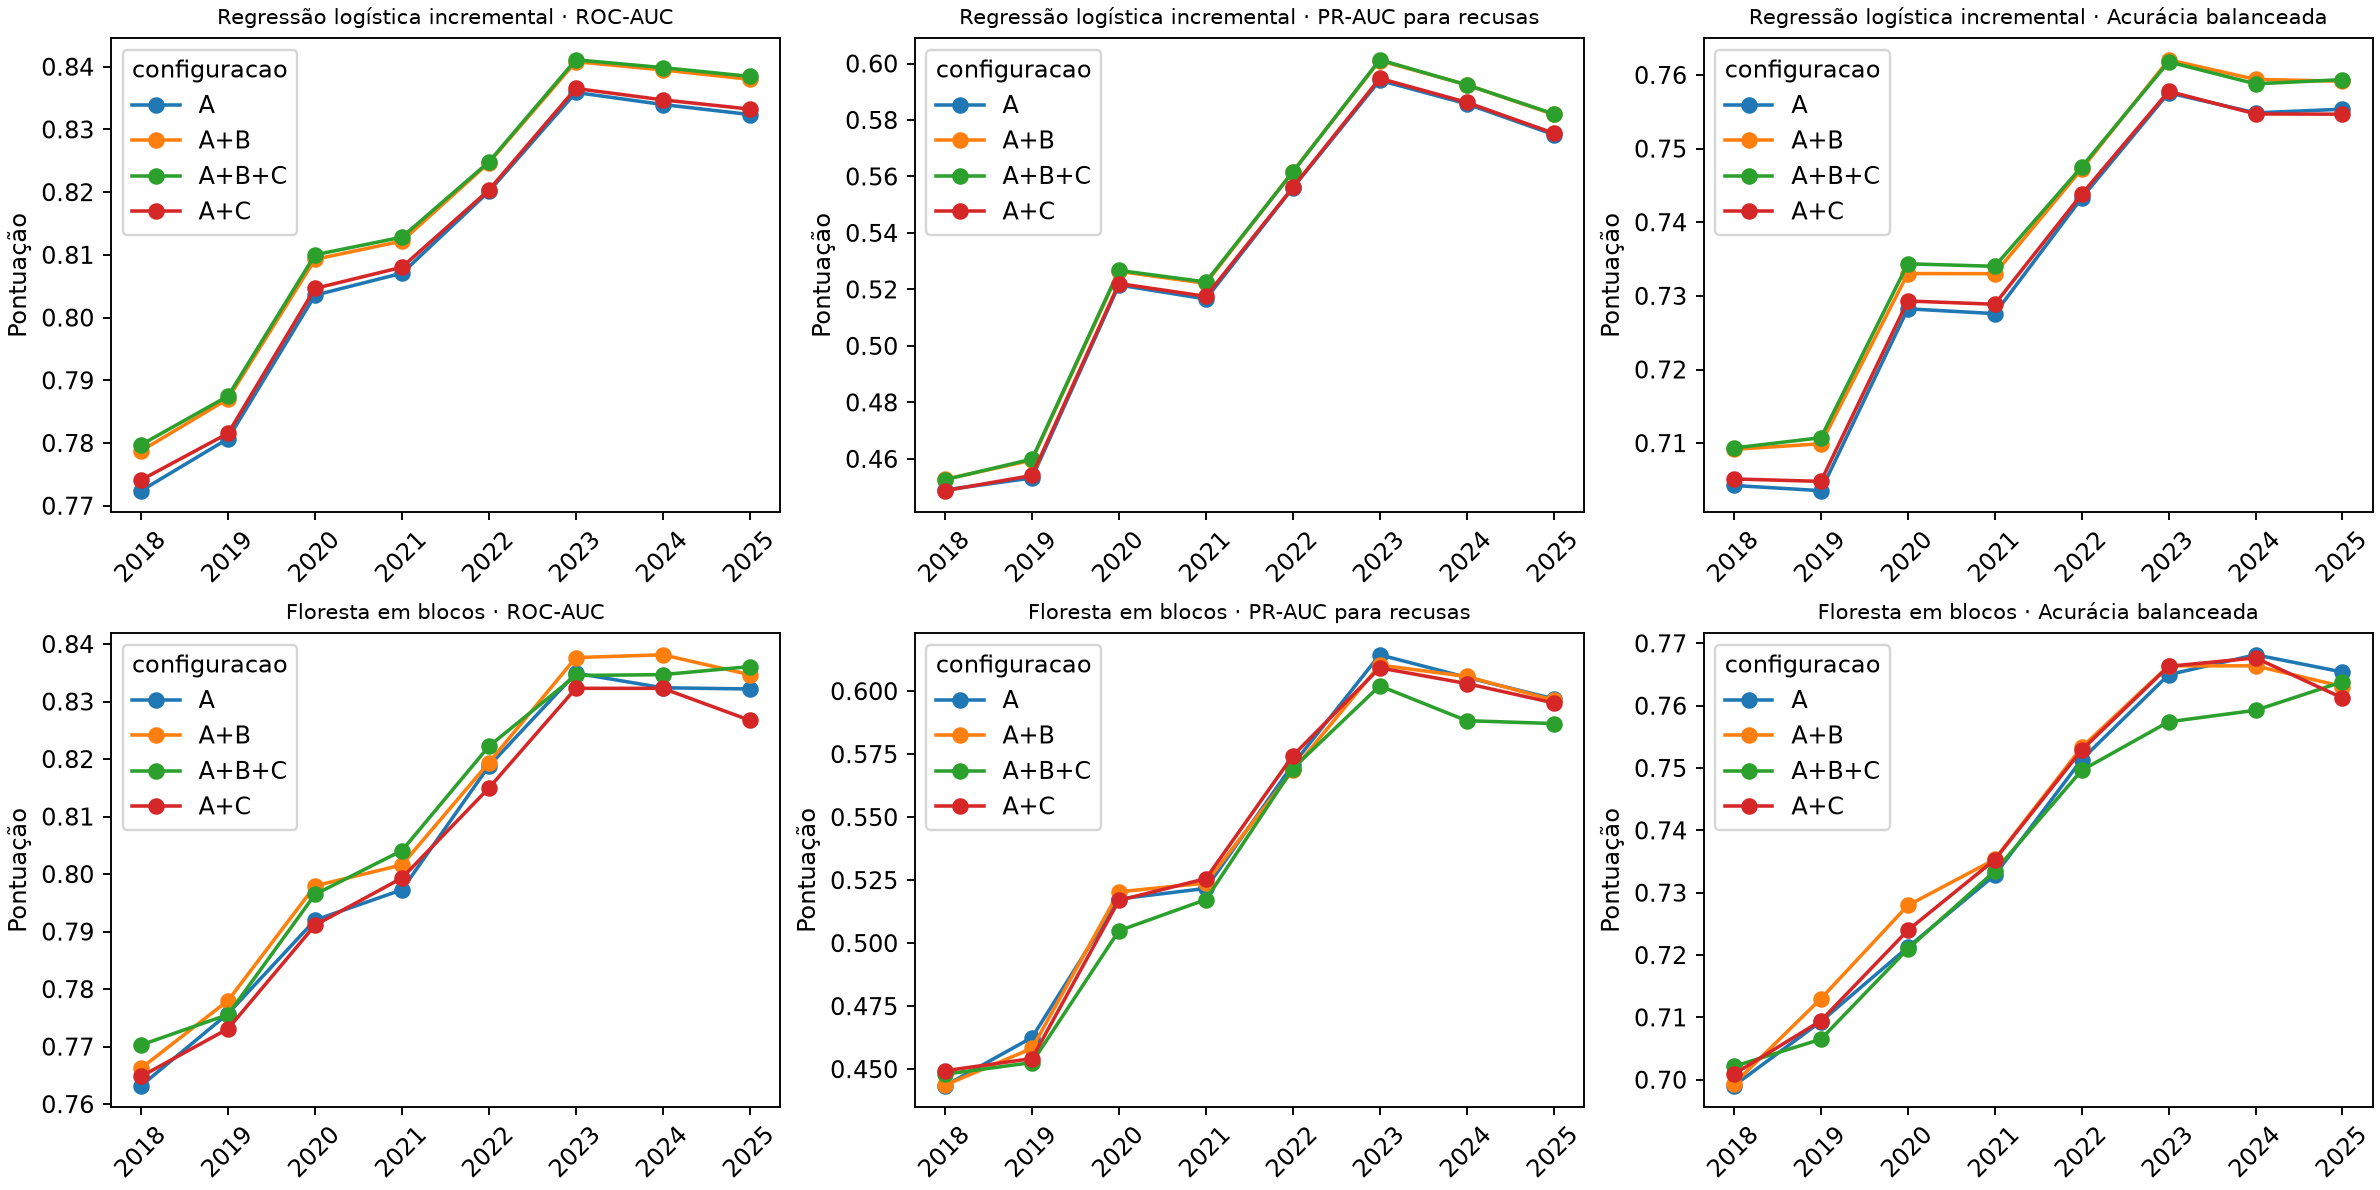 Regressão logística incremental · ROC-AUC
Pontuação
0.84
0.83
0.82
0.81
0.80
0.79
0.78
0.77
configuracao
A
A+B
A+B+C
A+C
2018 2019 2020 2021 2022 2023 2024 2025
Regressão logística incremental · PR-AUC para recusas
Pontuação
0.60
0.58
0.56
0.54
0.52
0.50
0.48
0.46
configuracao
A
A+B
A+B+C
A+C
2018 2019 2020 2021 2022 2023 2024 2025
Regressão logística incremental · Acurácia balanceada
Pontuação
0.76
0.75
0.74
0.73
0.72
0.71
configuracao
A
A+B
A+B+C
A+C
2018 2019 2020 2021 2022 2023 2024 2025
Floresta em blocos · ROC-AUC
Pontuação
0.84
0.83
0.82
0.81
0.80
0.79
0.78
0.77
0.76
configuracao
A
A+B
A+B+C
A+C
2018 2019 2020 2021 2022 2023 2024 2025
Floresta em blocos · PR-AUC para recusas
Pontuação
0.600
0.575
0.550
0.525
0.500
0.475
0.450
configuracao
A
A+B
A+B+C
A+C
2018 2019 2020 2021 2022 2023 2024 2025
Floresta em blocos · Acurácia balanceada
Pontuação
0.77
0.76
0.75
0.74
0.73
0.72
0.71
0.70
configuracao
A
A+B
A+B+C
A+C
2018 2019 2020 2021 2022 2023 2024 2025